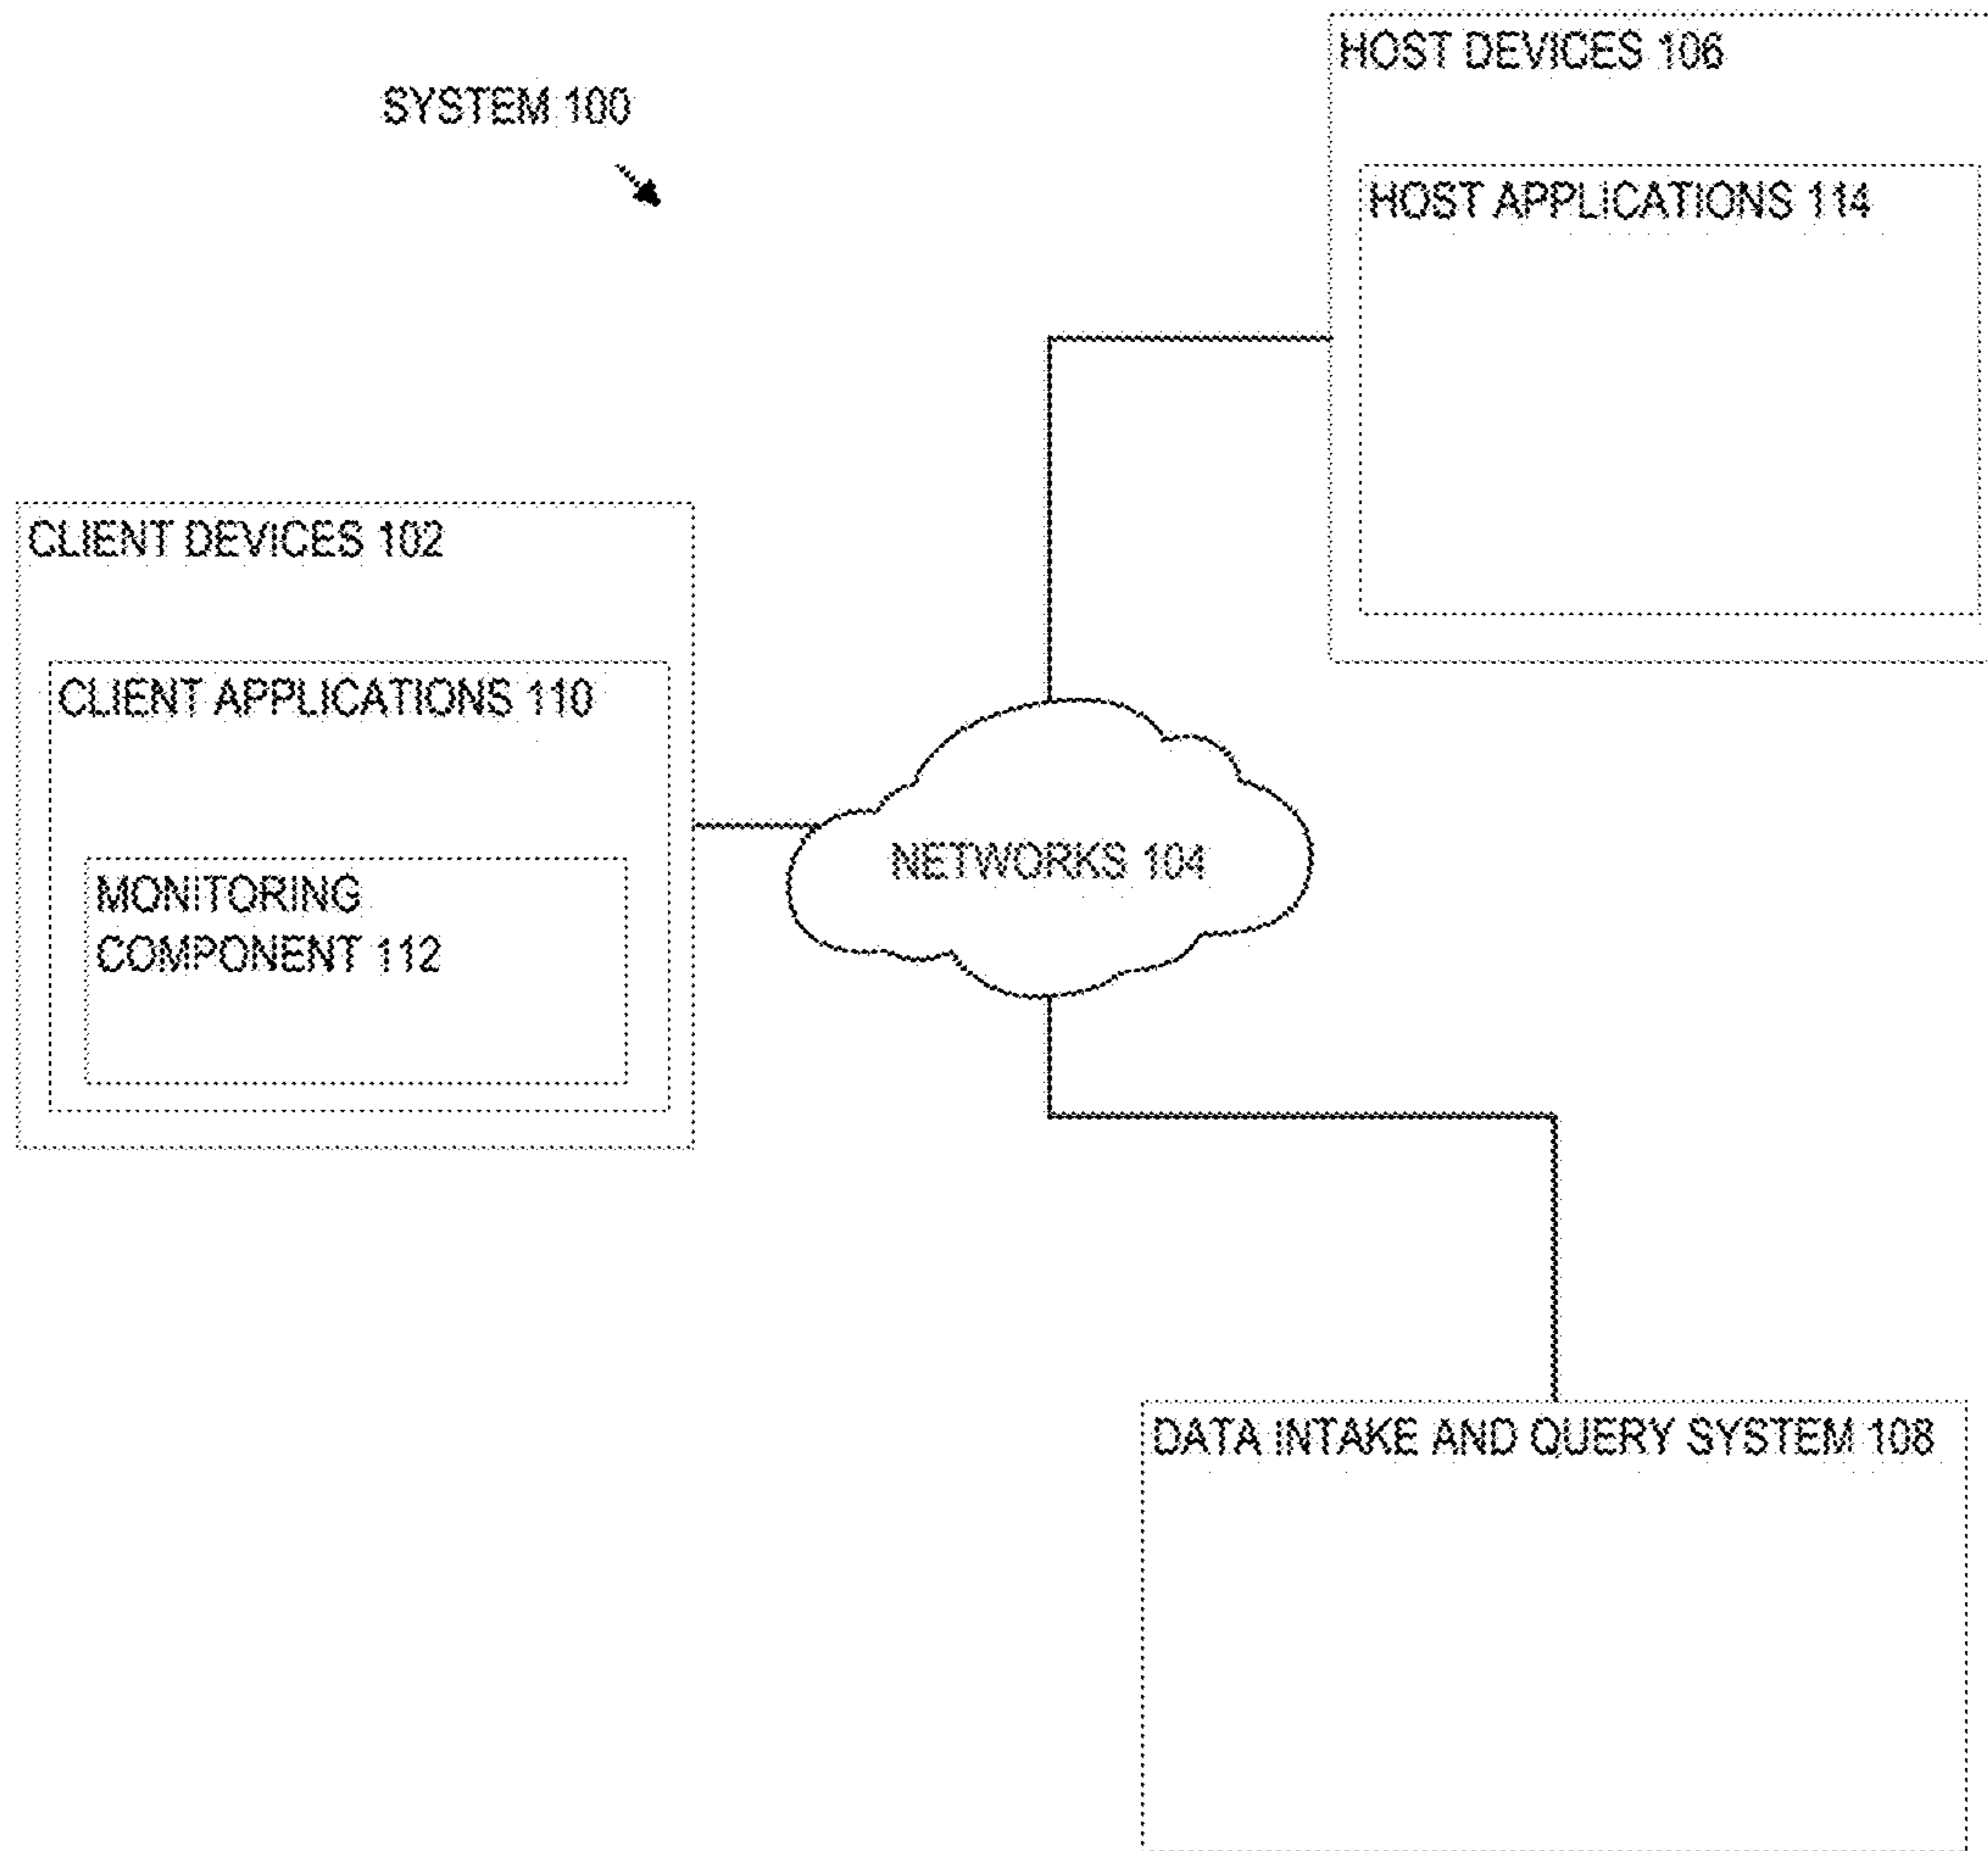 SYSTEM 100
HOST DEVICES 106
HOST APPLICATIONS 114
CLIENT DEVICES 102
CLIENT APPLICATIONS 110
MONITORING
COMPONENT 112
NETWORKS 104
DATA INTAKE AND QUERY SYSTEM 108